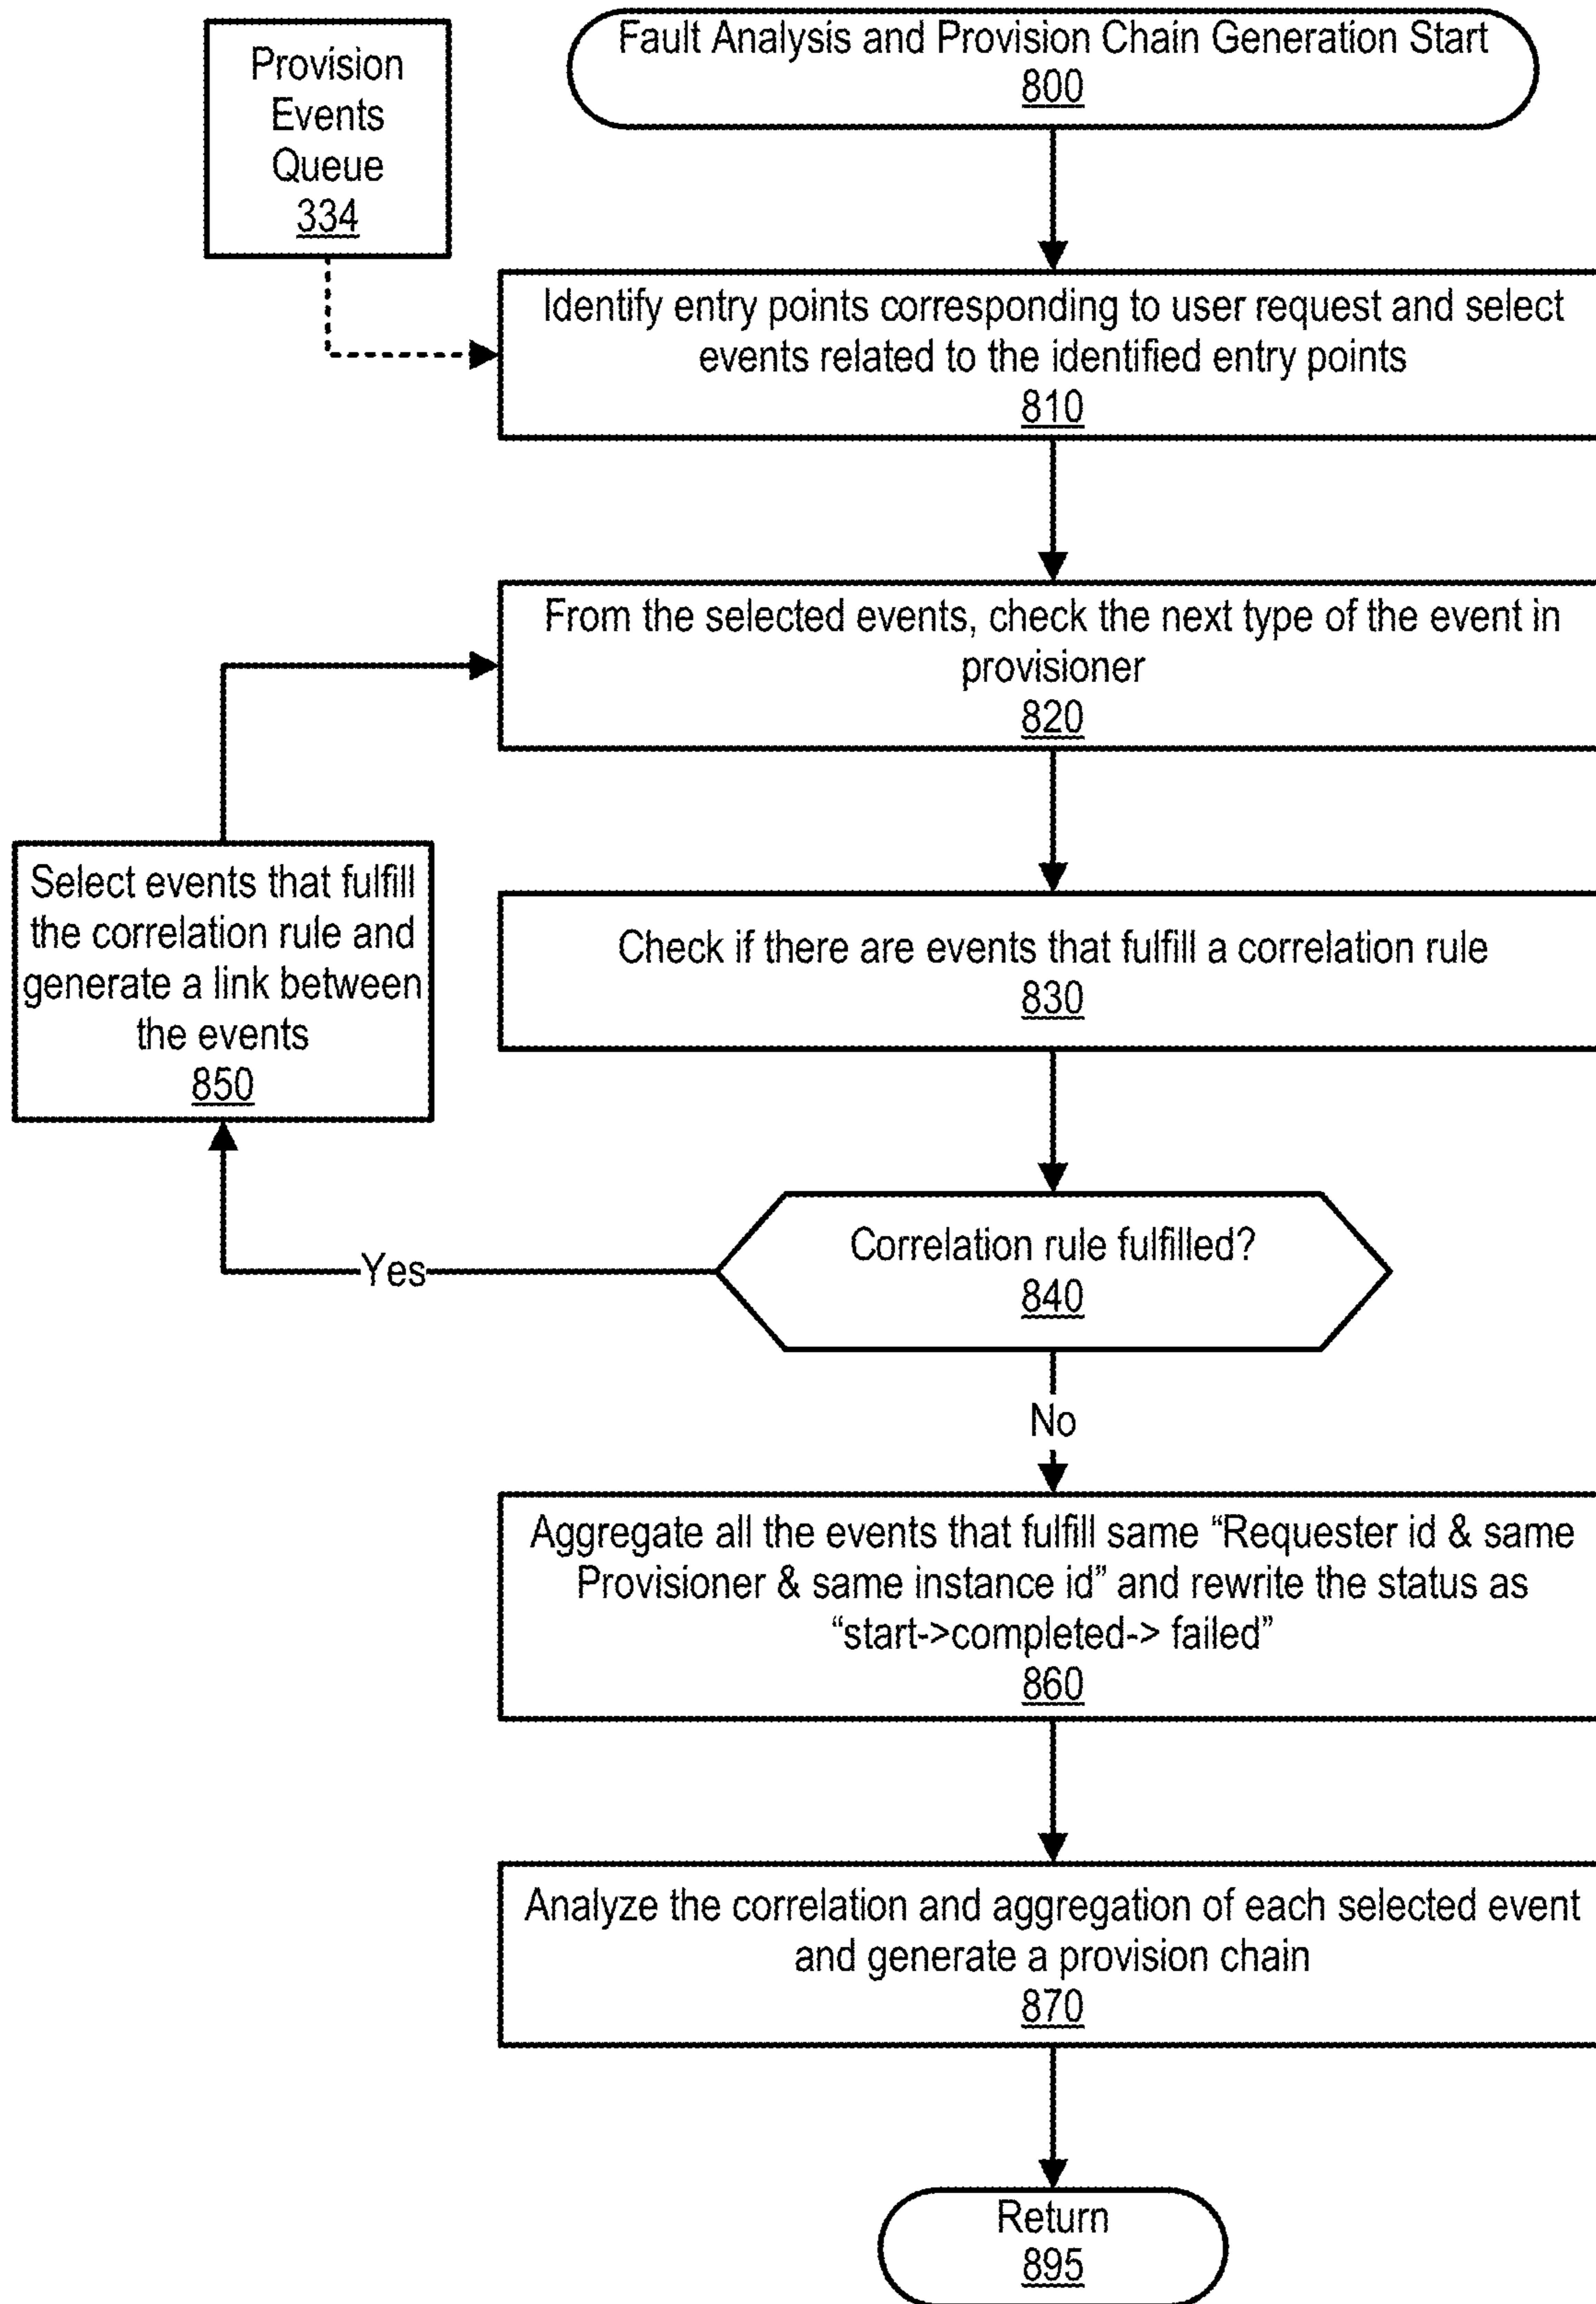 Fault Analysis and Provision Chain Generation Start
800
Provision
Events
Queue
334
Identify entry points corresponding to user request and select
events related to the identified entry points
810
From the selected events, check the next type of the event in
provisioner
820
Select events that fulfill
the correlation rule and
generate a link between
the events
850
Check if there are events that fulfill a correlation rule
830
Correlation rule fulfilled?
840
Yes
No
Aggregate all the events that fulfill same “Requester id & same
Provisioner & same instance id” and rewrite the status as
“start->completed-> failed”
860
Analyze the correlation and aggregation of each selected event
and generate a provision chain
870
Return
895